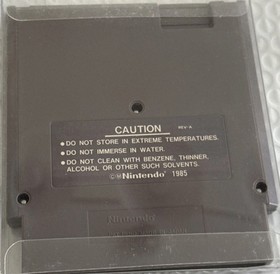 CAUTION REV-A
• DO NOT STORE IN EXTREME TEMPERATURES.
• DO NOT IMMERSE IN WATER.
• DO NOT CLEAN WITH BENZENE, THINNER,
ALCOHOL OR OTHER SUCH SOLVENTS.
©®Nintendo® 1985
Nintendo